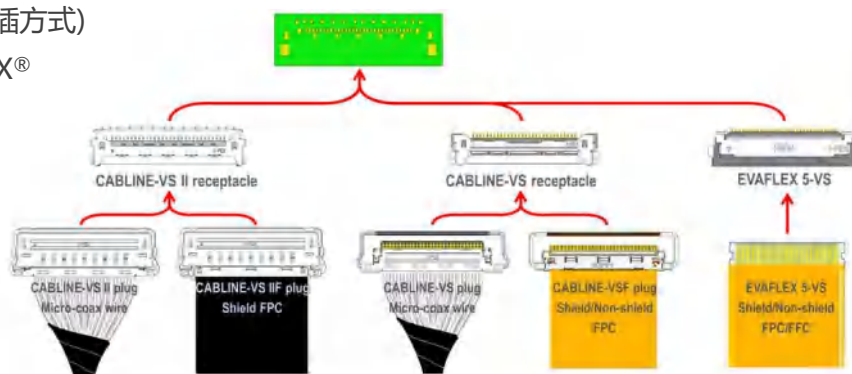 插方式)
X®
CABLINE-VS II receptacle
CABLINE-VS receptacle
EVAFLEX 5-VS
CABLINE-VS II plug
Micro-coax wire
CABLINE-VS IIF plug
Shield FPC
CABLINE-VS plug
Micro-coax wire
CABLINE-VSF plug
Shield/Non-shield
FPC
EVAFLEX 5-VS
Shield/Non-shield
FPC/FFC